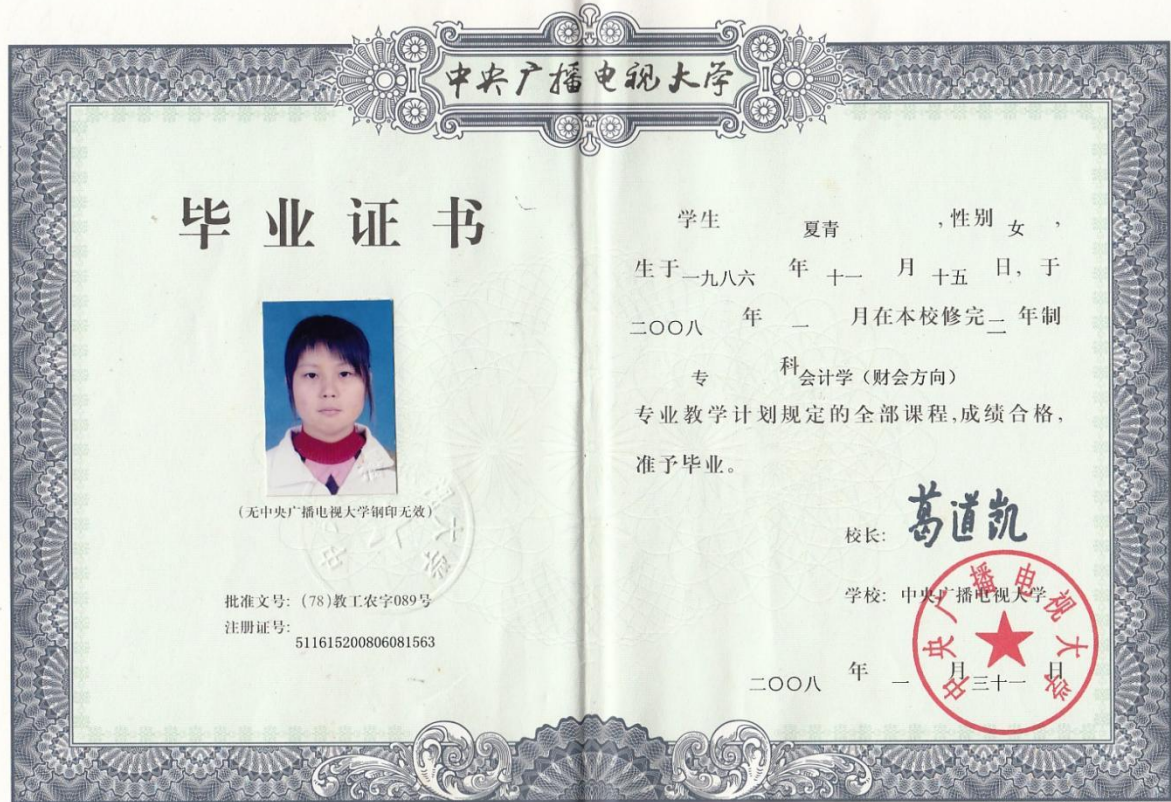 中央广播电视大学
毕业证书
(无中央广播电视大学钢印无效)
批准文号: (78)教工农字089号
注册证号:
511615200806081563
学生 夏青 ,性别 女 ,
生于 一九八六 年 十一 月 十五 日, 于
二〇〇八 年 一 月在本校修完 二 年制
专 科 会计学（财会方向）
专业教学计划规定的全部课程,成绩合格,
准予毕业。
校长: 葛道凯
学校: 中央广播电视大学
二〇〇八 年 一 月 三十一 日
中央广播电视大学